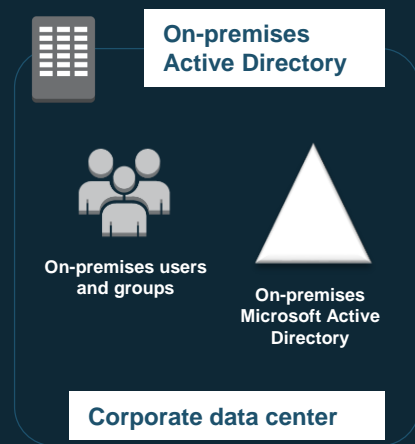 On-premises
Active Directory
On-premises users
and groups
On-premises
Microsoft Active
Directory
Corporate data center